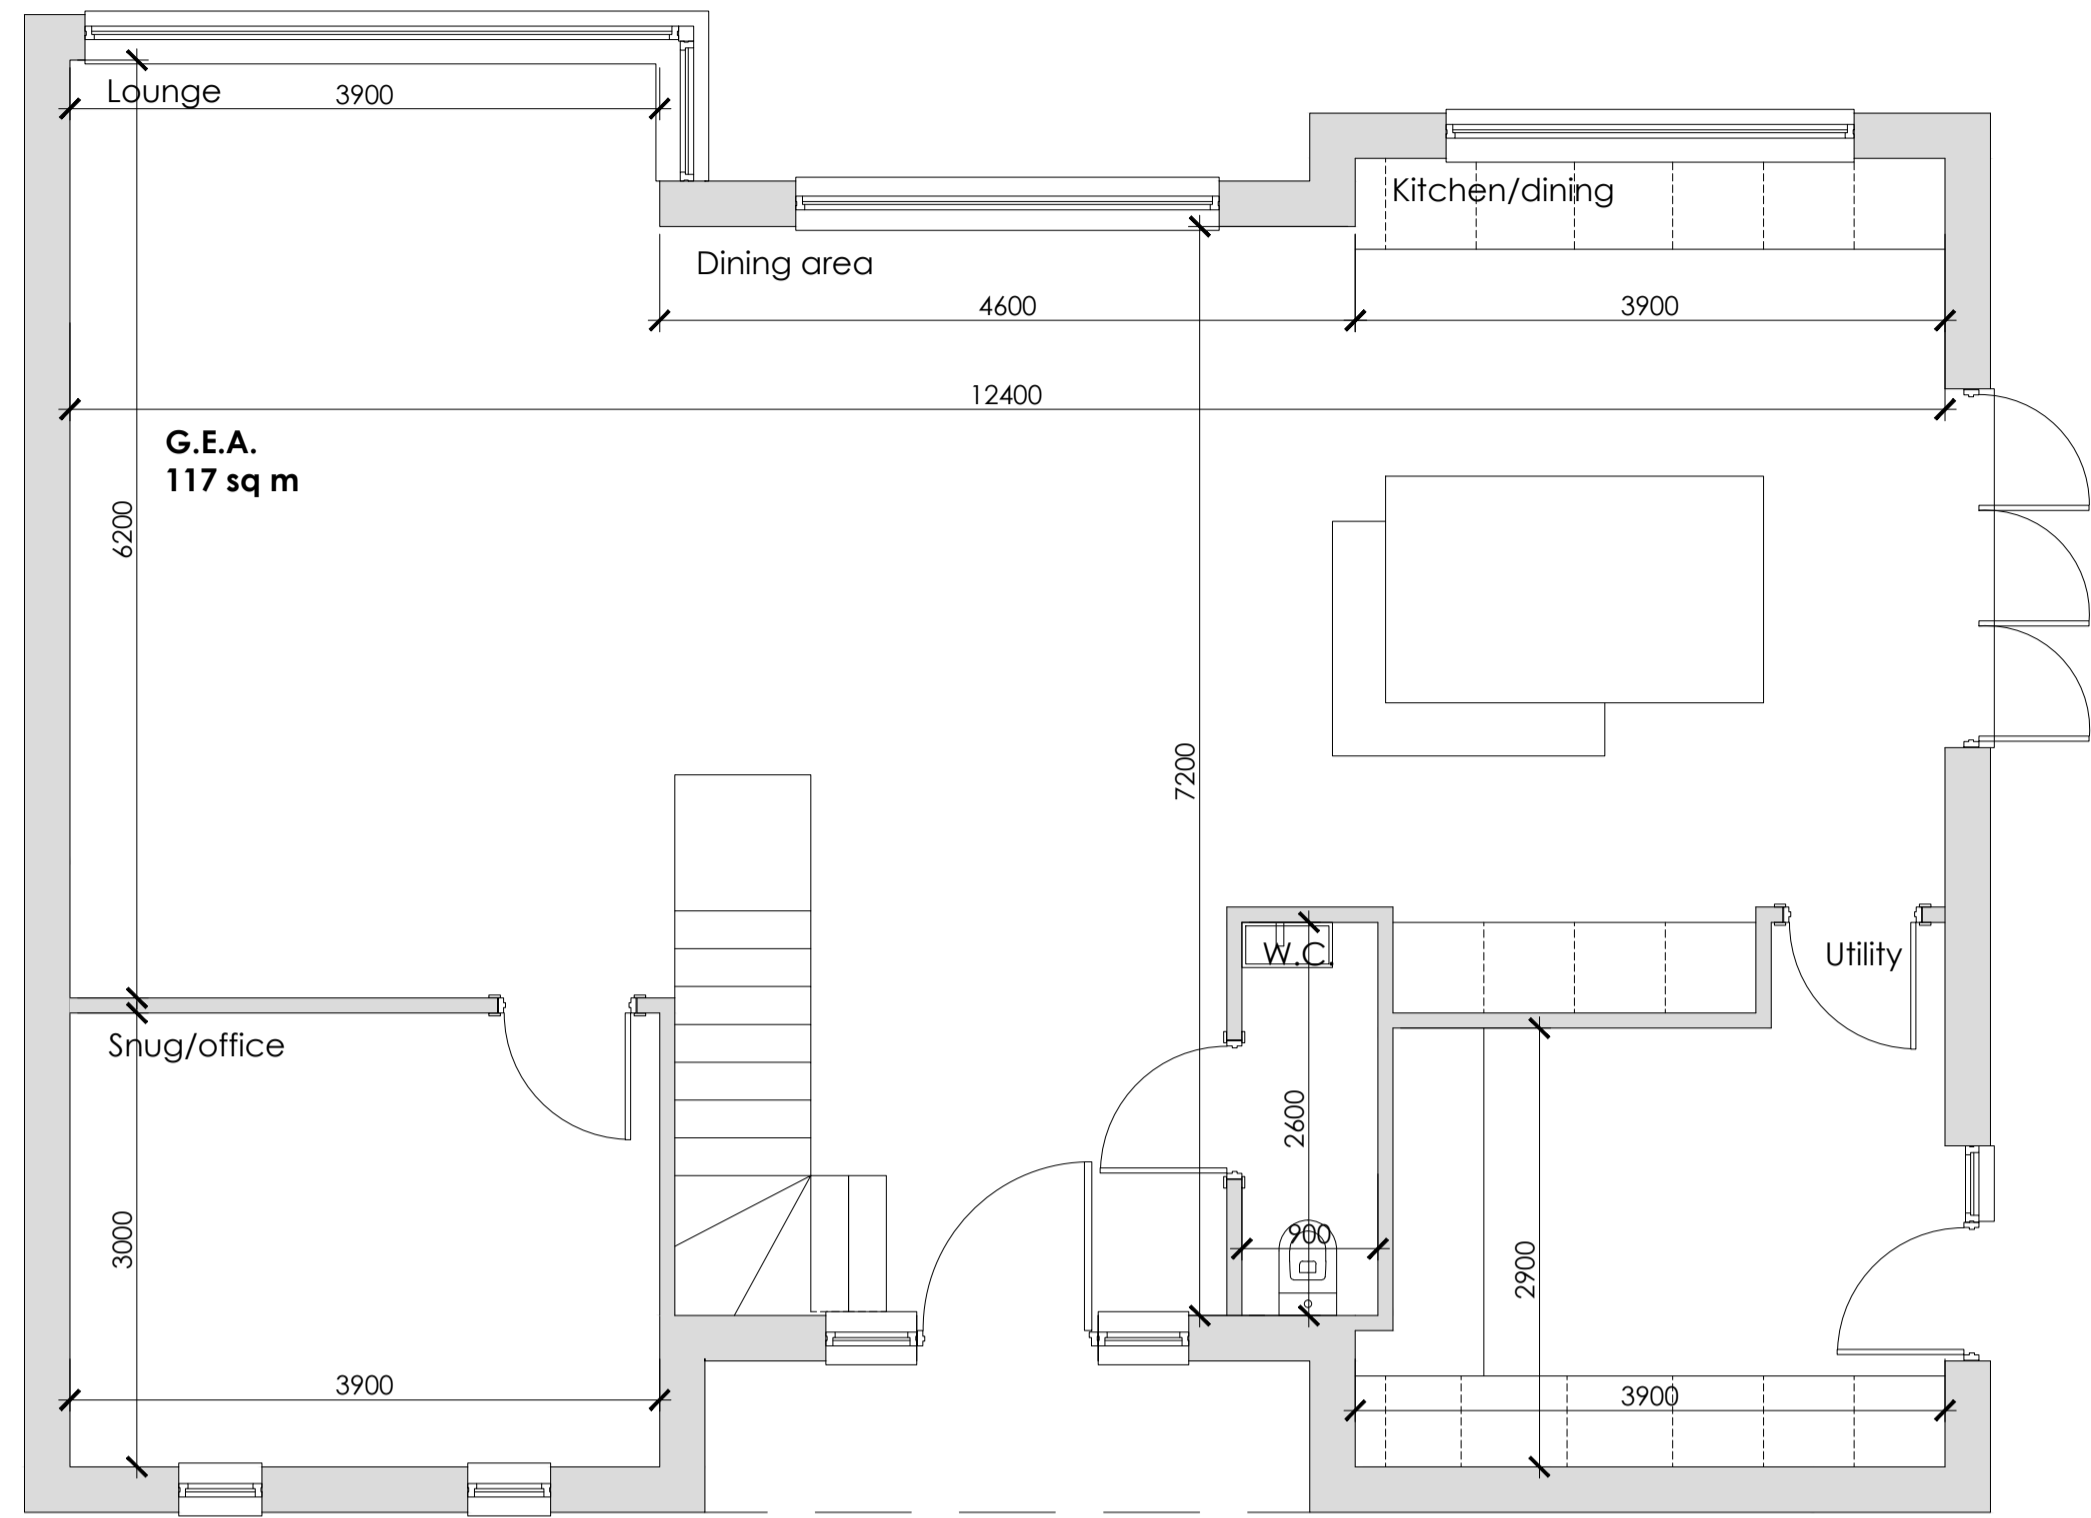 Lounge
3900
Kitchen/dining
Dining area
4600
3900
12400
G.E.A.
117 sq m
6200
7200
W.C.
Utility
Snug/office
2600
3000
900
2900
3900
3900